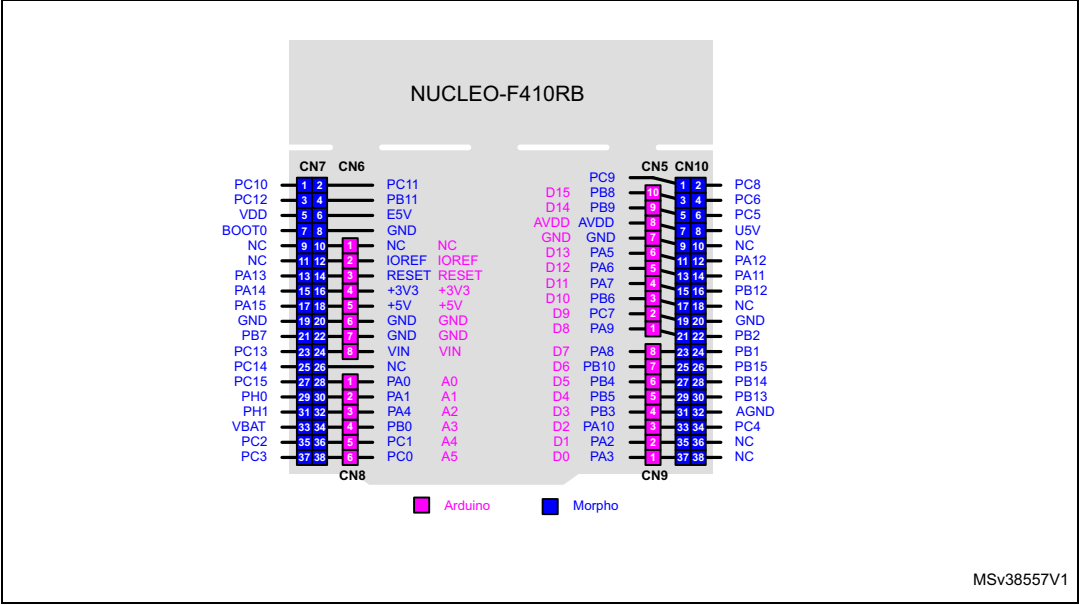 NUCLEO-F410RB
CN7 CN6 CN5 CN10
PC9
PC10 1 2 PC11 1 2 PC8
PC12 3 4 PB11 D15 PB8 10 3 4 PC6
VDD 5 6 E5V D14 PB9 9 5 6 PC5
BOOT0 7 8 GND AVDD AVDD 8 7 8 U5V
NC 9 10 1 NC NC GND GND 7 9 10 NC
NC 11 12 2 IOREF IOREF D13 PA5 6 11 12 PA12
PA13 13 14 3 RESET RESET D12 PA6 5 13 14 PA11
PA14 15 16 4 +3V3 +3V3 D11 PA7 4 15 16 PB12
PA15 17 18 5 +5V +5V D10 PB6 3 17 18 NC
GND 19 20 6 GND GND D9 PC7 2 19 20 GND
PB7 21 22 7 GND GND D8 PA9 1 21 22 PB2
PC13 23 24 8 VIN VIN D7 PA8 8 23 24 PB1
PC14 25 26 NC D6 PB10 7 25 26 PB15
PC15 27 28 1 PA0 A0 D5 PB4 6 27 28 PB14
PH0 29 30 2 PA1 A1 D4 PB5 5 29 30 PB13
PH1 31 32 3 PA4 A2 D3 PB3 4 31 32 AGND
VBAT 33 34 4 PB0 A3 D2 PA10 3 33 34 PC4
PC2 35 36 5 PC1 A4 D1 PA2 2 35 36 NC
PC3 37 38 6 PC0 A5 D0 PA3 1 37 38 NC
CN8 CN9
Arduino Morpho
MSv38557V1